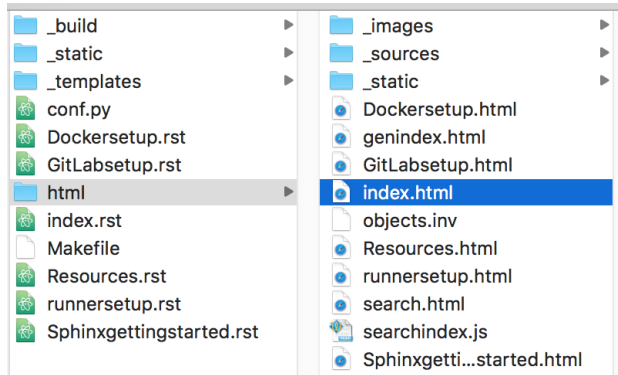 _build
_static
_templates
conf.py
Dockersetup.rst
GitLabsetup.rst
html
index.rst
Makefile
Resources.rst
runnersetup.rst
Sphinxgettingstarted.rst
_images
_sources
_static
Dockersetup.html
genindex.html
GitLabsetup.html
index.html
objects.inv
Resources.html
runnersetup.html
search.html
searchindex.js
Sphinxgetti...started.html